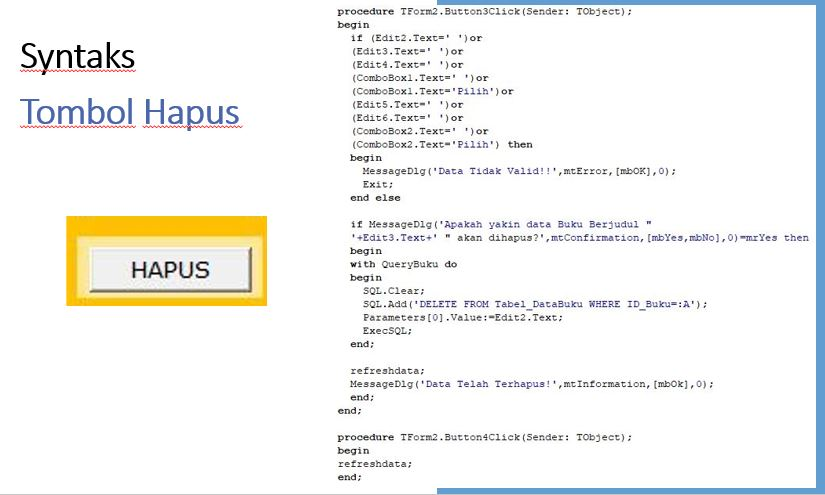 Syntaks
Tombol Hapus
HAPUS
procedure TForm2.Button3Click(Sender: TObject);
begin
if (Edit2.Text=' ')or
(Edit3.Text=' ')or
(Edit4.Text=' ')or
(ComboBox1.Text=' ')or
(ComboBox1.Text='Pilih')or
(Edit5.Text=' ')or
(Edit6.Text=' ')or
(ComboBox2.Text=' ')or
(ComboBox2.Text='Pilih') then
begin
MessageDlg('Data Tidak Valid!!',mtError,[mbOK],0);
Exit;
end else
if MessageDlg('Apakah yakin data Buku Berjudul "
'+Edit3.Text+' " akan dihapus?',mtConfirmation,[mbYes,mbNo],0)=mrYes then
begin
with QueryBuku do
begin
SQL.Clear;
SQL.Add('DELETE FROM Tabel_DataBuku WHERE ID_Buku=:A');
Parameters[0].Value:=Edit2.Text;
ExecSQL;
end;
refreshdata;
MessageDlg('Data Telah Terhapus!',mtInformation,[mbOk],0);
end;
end;
procedure TForm2.Button4Click(Sender: TObject);
begin
refreshdata;
end;